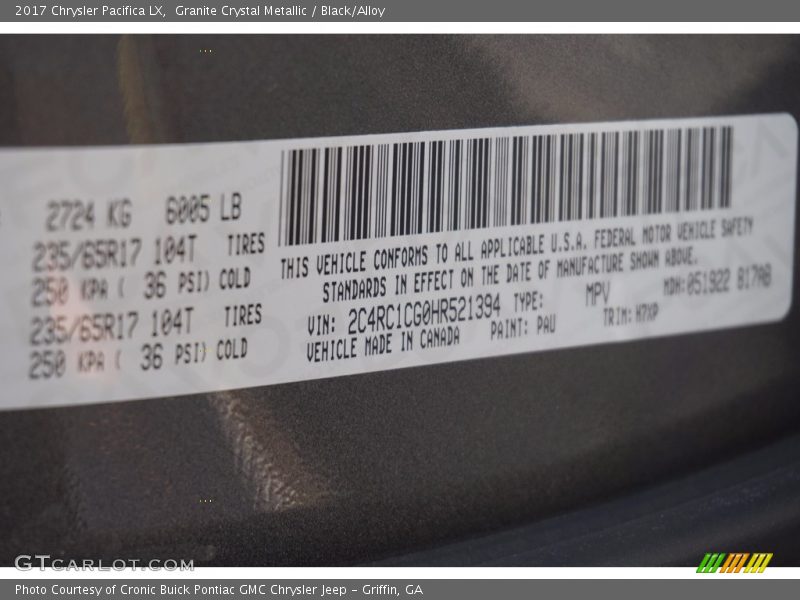 2017 Chrysler Pacifica LX, Granite Crystal Metallic / Black/Alloy
2724 KG 6005 LB
235/65R17 104T TIRES
250 KPA ( 36 PSI) COLD
235/65R17 104T TIRES
250 KPA ( 36 PSI) COLD
THIS VEHICLE CONFORMS TO ALL APPLICABLE U.S.A. FEDERAL MOTOR VEHICLE SAFETY
STANDARDS IN EFFECT ON THE DATE OF MANUFACTURE SHOWN ABOVE.
VIN: 2C4RC1CG0HR521394 TYPE: MPV MDH:051922
VEHICLE MADE IN CANADA PAINT: PAU TRIM:H7XP
GTCARLOT.COM
Photo Courtesy of Cronic Buick Pontiac GMC Chrysler Jeep - Griffin, GA